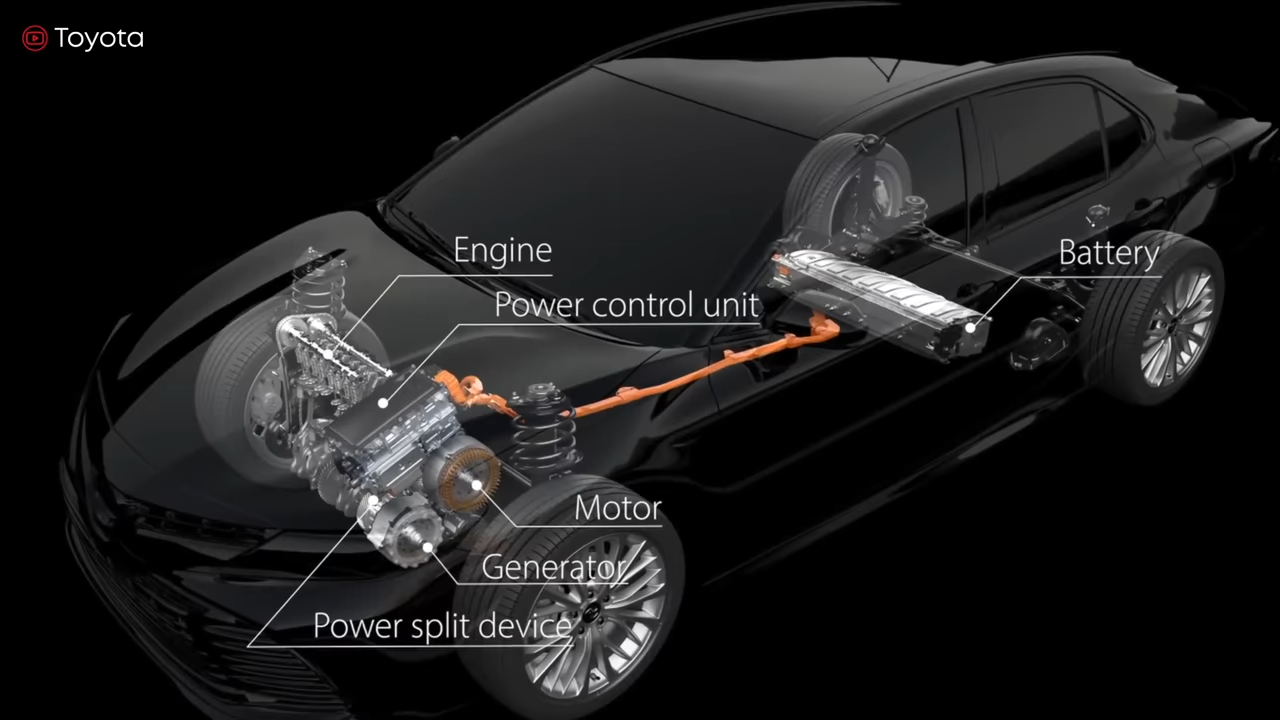 Toyota
Engine
Power control unit
Battery
Motor
Generator
Power split device